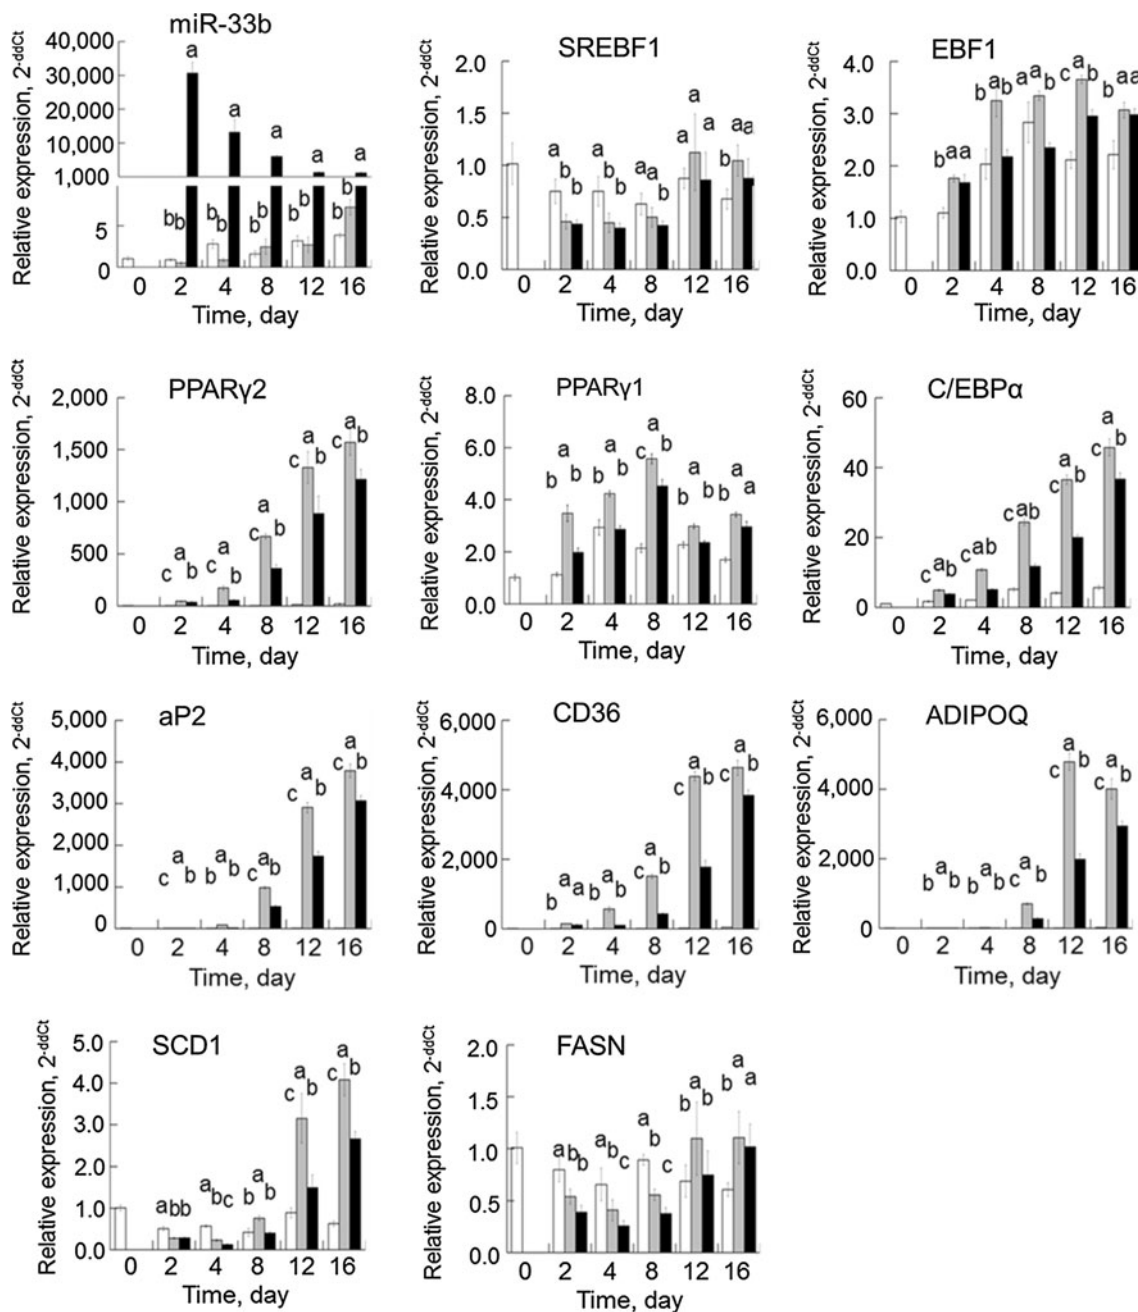 miR-33b
Relative expression, 2-ddCt
40,000
30,000
20,000
10,000
1,000
5
0
a
a
a
a
a
bb
b b
b b
b b
b b
0 2 4 8 12 16
Time, day
SREBF1
Relative expression, 2-ddCt
2.0
1.5
1.0
0.5
0.0
a b b
a b b
a a a
a a a
b a a
0 2 4 8 12 16
Time, day
EBF1
Relative expression, 2-ddCt
4.0
3.0
2.0
1.0
0.0
b a a
b a b
a a b
c a b
b a a
0 2 4 8 12 16
Time, day
PPARγ2
Relative expression, 2-ddCt
2,000
1,500
1,000
500
0
c a b
c a b
c a b
c a b
c a b
0 2 4 8 12 16
Time, day
PPARγ1
Relative expression, 2-ddCt
8.0
6.0
4.0
2.0
0.0
b a b
b a b
c a b
b a b
b a a
0 2 4 8 12 16
Time, day
C/EBPα
Relative expression, 2-ddCt
60
40
20
0
c a b
c a b
c a b
c a b
c a b
0 2 4 8 12 16
Time, day
aP2
Relative expression, 2-ddCt
5,000
4,000
3,000
2,000
1,000
0
c a b
b a b
c a b
c a b
c a b
0 2 4 8 12 16
Time, day
CD36
Relative expression, 2-ddCt
6,000
4,000
2,000
0
b a a
b a b
b a b
c a b
c a b
0 2 4 8 12 16
Time, day
ADIPOQ
Relative expression, 2-ddCt
6,000
4,000
2,000
0
b a b
b a b
c a b
c a b
c a b
0 2 4 8 12 16
Time, day
SCD1
Relative expression, 2-ddCt
5.0
4.0
3.0
2.0
1.0
0.0
a b b
a b c
b a b
c a b
c a b
0 2 4 8 12 16
Time, day
FASN
Relative expression, 2-ddCt
2.0
1.5
1.0
0.5
0.0
a b b
a b c
a b c
b a b
b a a
0 2 4 8 12 16
Time, day